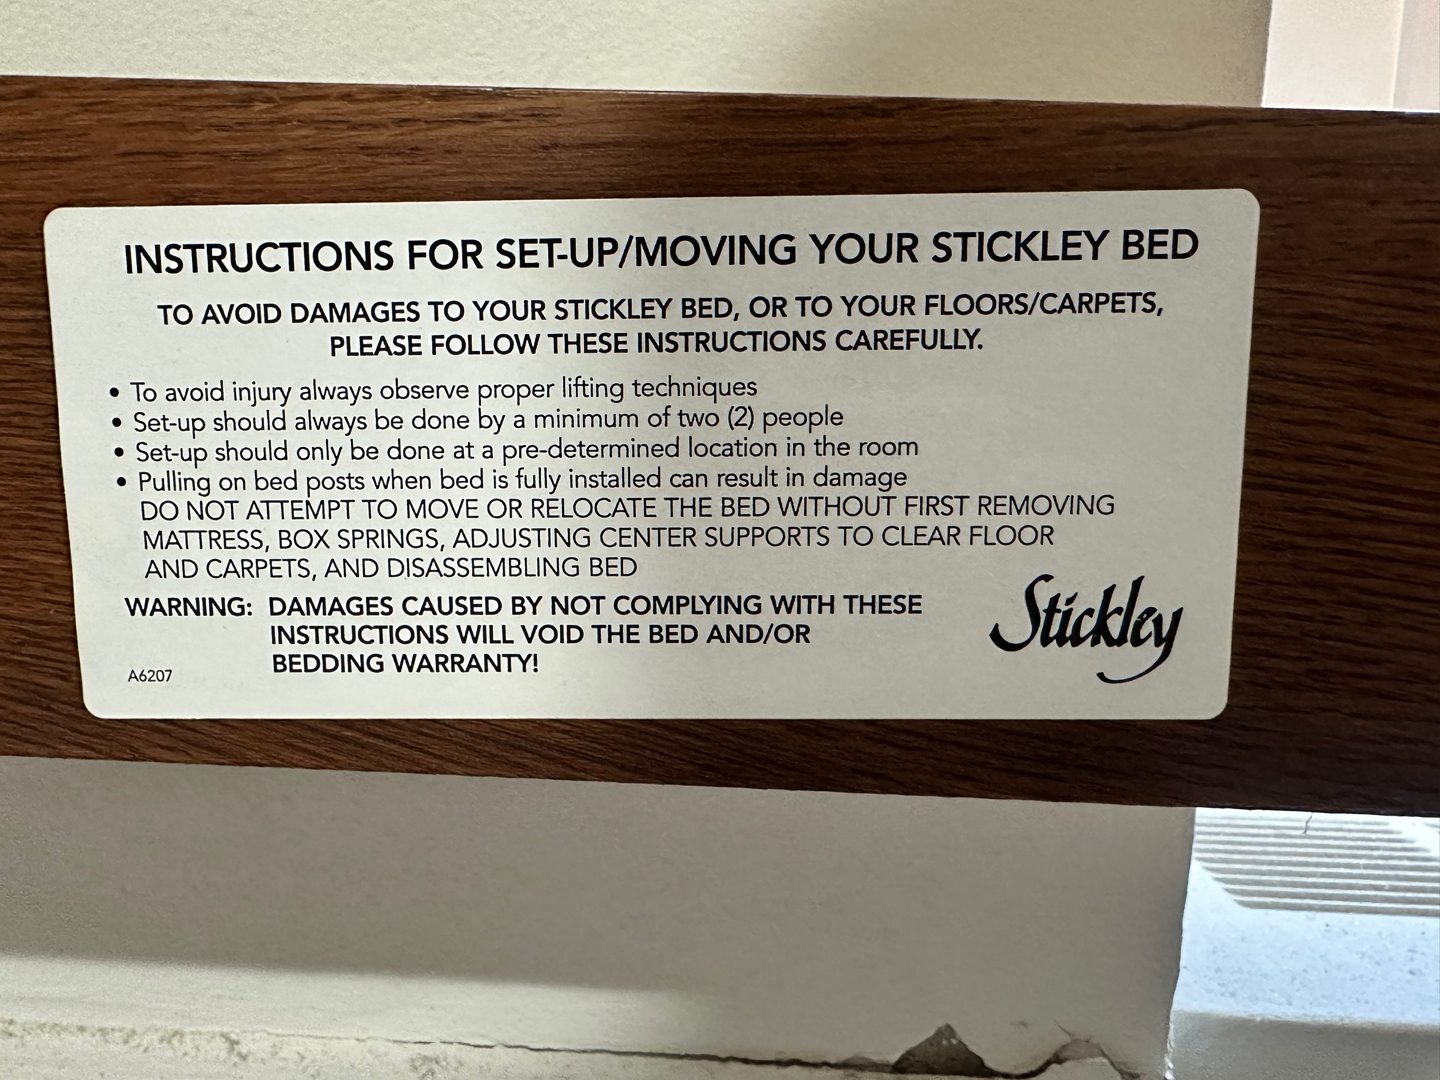 INSTRUCTIONS FOR SET-UP/MOVING YOUR STICKLEY BED
TO AVOID DAMAGES TO YOUR STICKLEY BED, OR TO YOUR FLOORS/CARPETS,
PLEASE FOLLOW THESE INSTRUCTIONS CAREFULLY.
• To avoid injury always observe proper lifting techniques
• Set-up should always be done by a minimum of two (2) people
• Set-up should only be done at a pre-determined location in the room
• Pulling on bed posts when bed is fully installed can result in damage
DO NOT ATTEMPT TO MOVE OR RELOCATE THE BED WITHOUT FIRST REMOVING
MATTRESS, BOX SPRINGS, ADJUSTING CENTER SUPPORTS TO CLEAR FLOOR
AND CARPETS, AND DISASSEMBLING BED
WARNING: DAMAGES CAUSED BY NOT COMPLYING WITH THESE
INSTRUCTIONS WILL VOID THE BED AND/OR
BEDDING WARRANTY!
A6207
Stickley